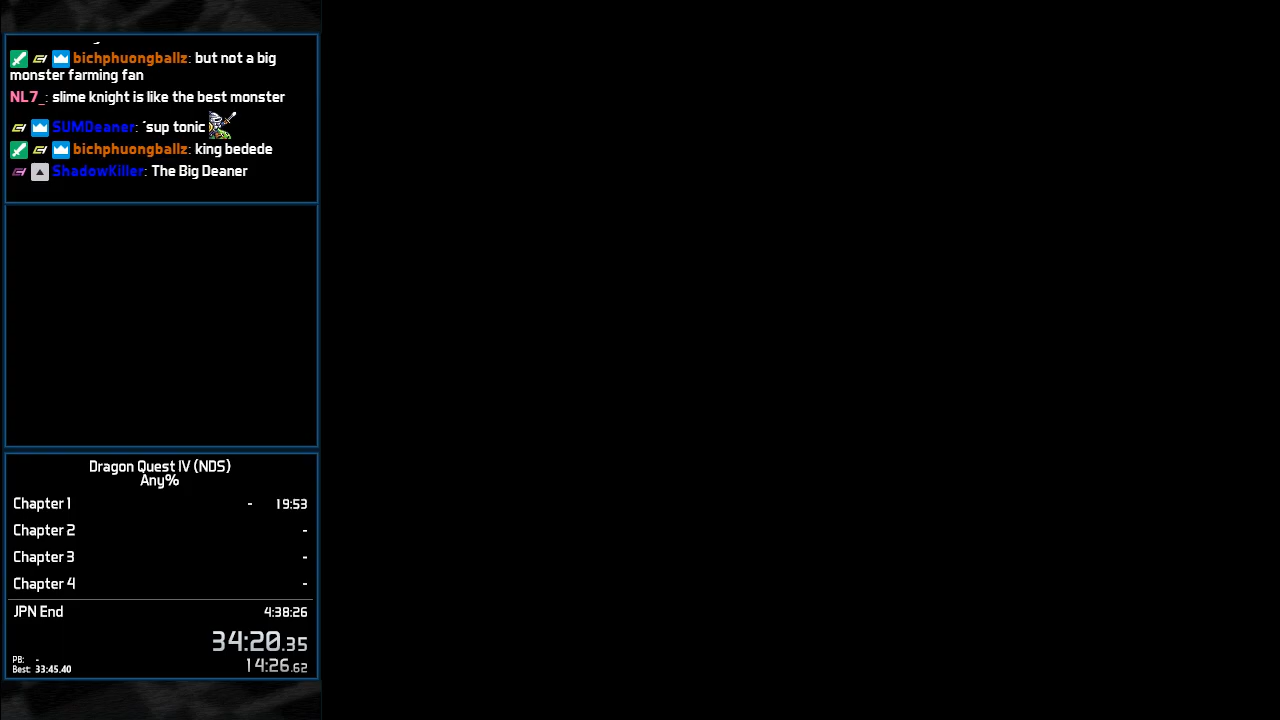 bichphuongballz: but not a big
monster farming fan
NL7_: slime knight is like the best monster
SUMDeaner: 'sup tonic
bichphuongballz: king bedede
ShadowKiller: The Big Deaner
Dragon Quest IV (NDS)
Any%
Chapter 1 - 19:53
Chapter 2 -
Chapter 3 -
Chapter 4 -
JPN End 4:38:26
34:20.35
PB: - 14:26.62
Best: 33:45.40